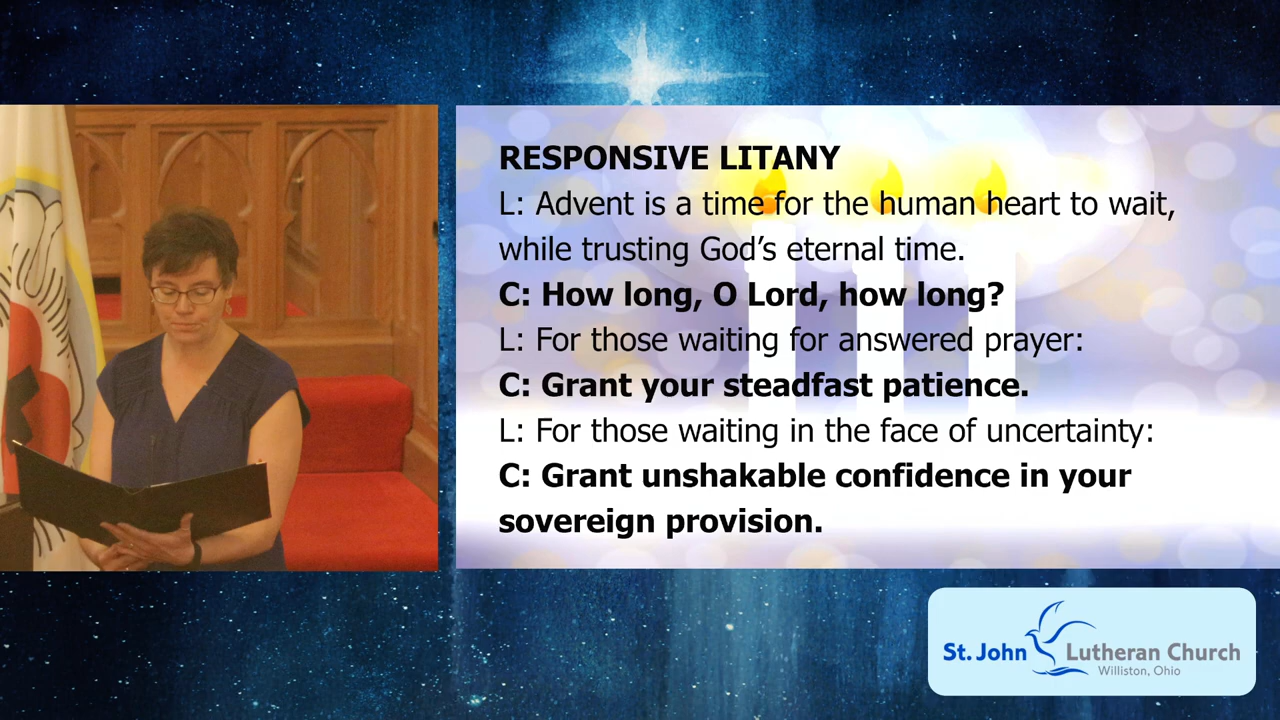 RESPONSIVE LITANY
L: Advent is a time for the human heart to wait,
while trusting God’s eternal time.
C: How long, O Lord, how long?
L: For those waiting for answered prayer:
C: Grant your steadfast patience.
L: For those waiting in the face of uncertainty:
C: Grant unshakable confidence in your
sovereign provision.
St. John Lutheran Church
Williston, Ohio